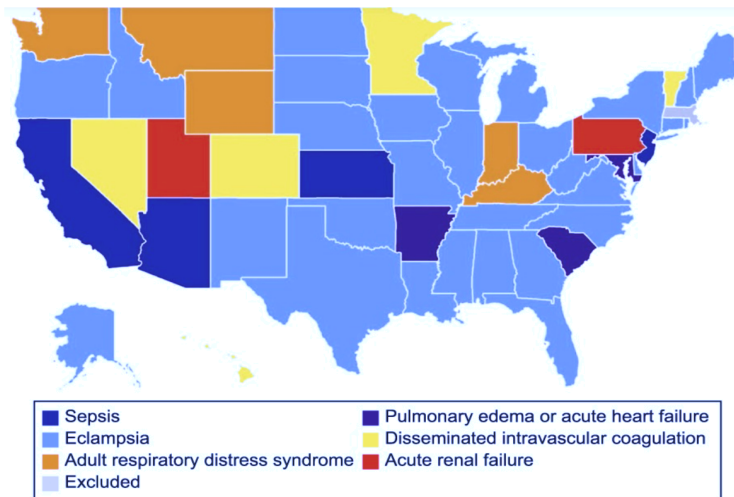 Sepsis
Eclampsia
Adult respiratory distress syndrome
Excluded
Pulmonary edema or acute heart failure
Disseminated intravascular coagulation
Acute renal failure